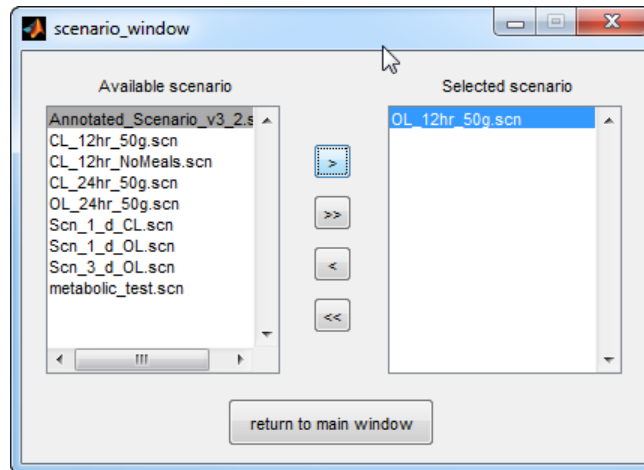 scenario_window
Available scenario
Selected scenario
Annotated_Scenario_v3_2.s
CL_12hr_50g.scn
CL_12hr_NoMeals.scn
CL_24hr_50g.scn
OL_24hr_50g.scn
Scn_1_d_CL.scn
Scn_1_d_OL.scn
Scn_3_d_OL.scn
metabolic_test.scn
>
>>
<
<<
OL_12hr_50g.scn
return to main window